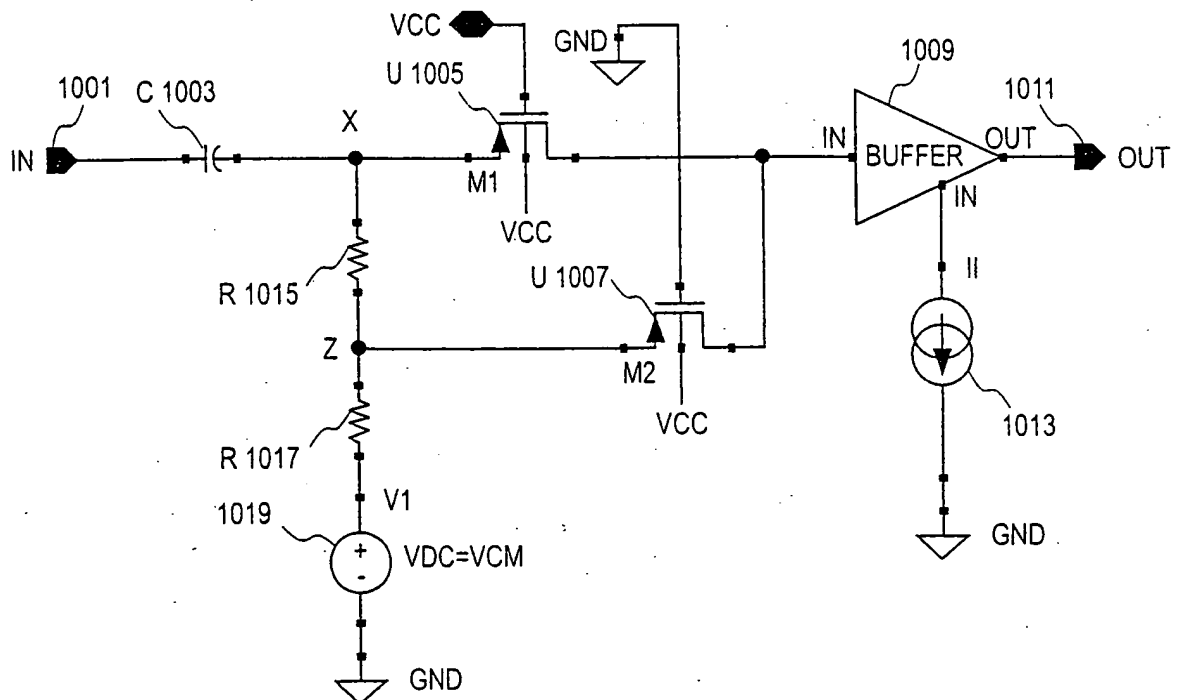 VCC
GND
1009
1001
C 1003
U 1005
1011
X
IN
M1
VCC
IN
BUFFER
OUT
OUT
IN
R 1015
U 1007
II
Z
M2
VCC
1013
R 1017
V1
1019
+
-
VDC=VCM
GND
GND